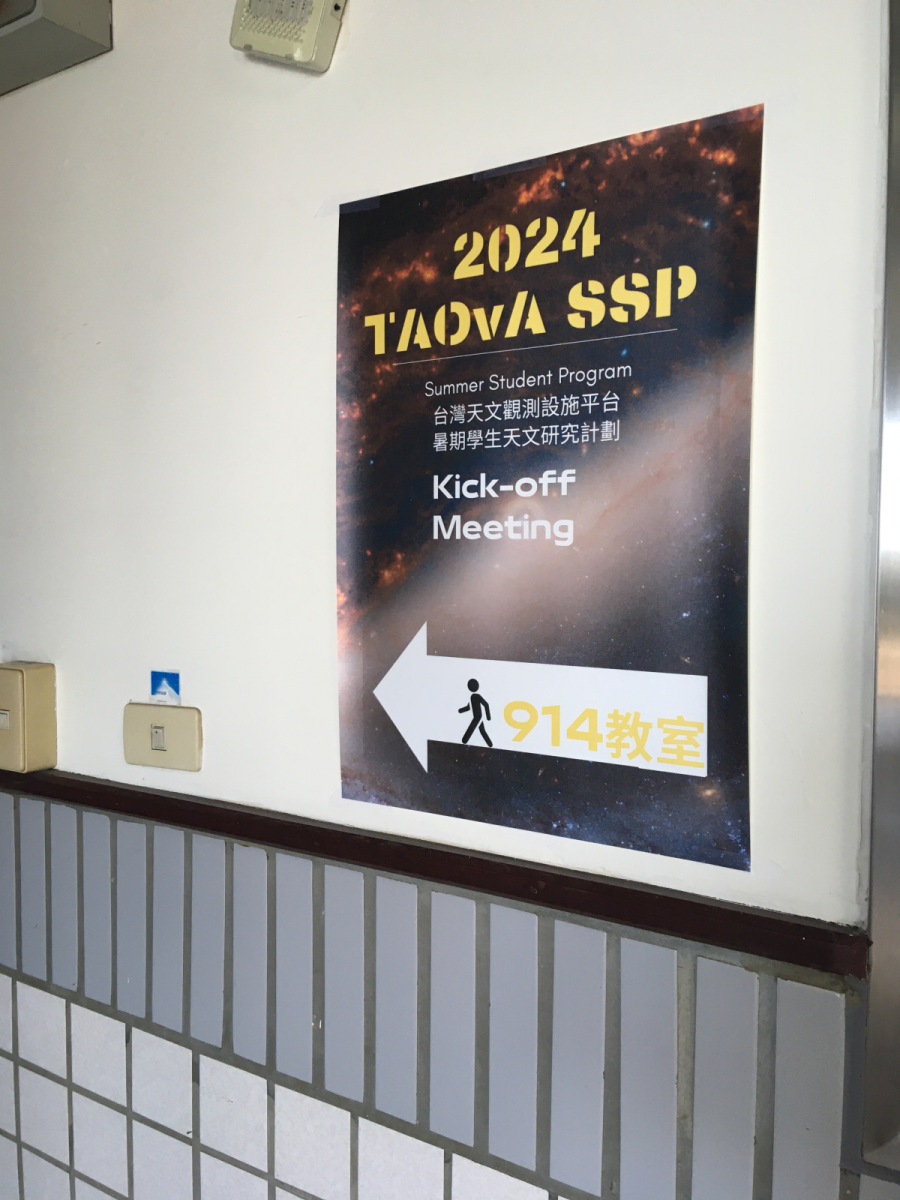 2024
TAOvA SSP
Summer Student Program
台灣天文觀測設施平台
暑期學生天文研究計劃
Kick-off
Meeting
914教室